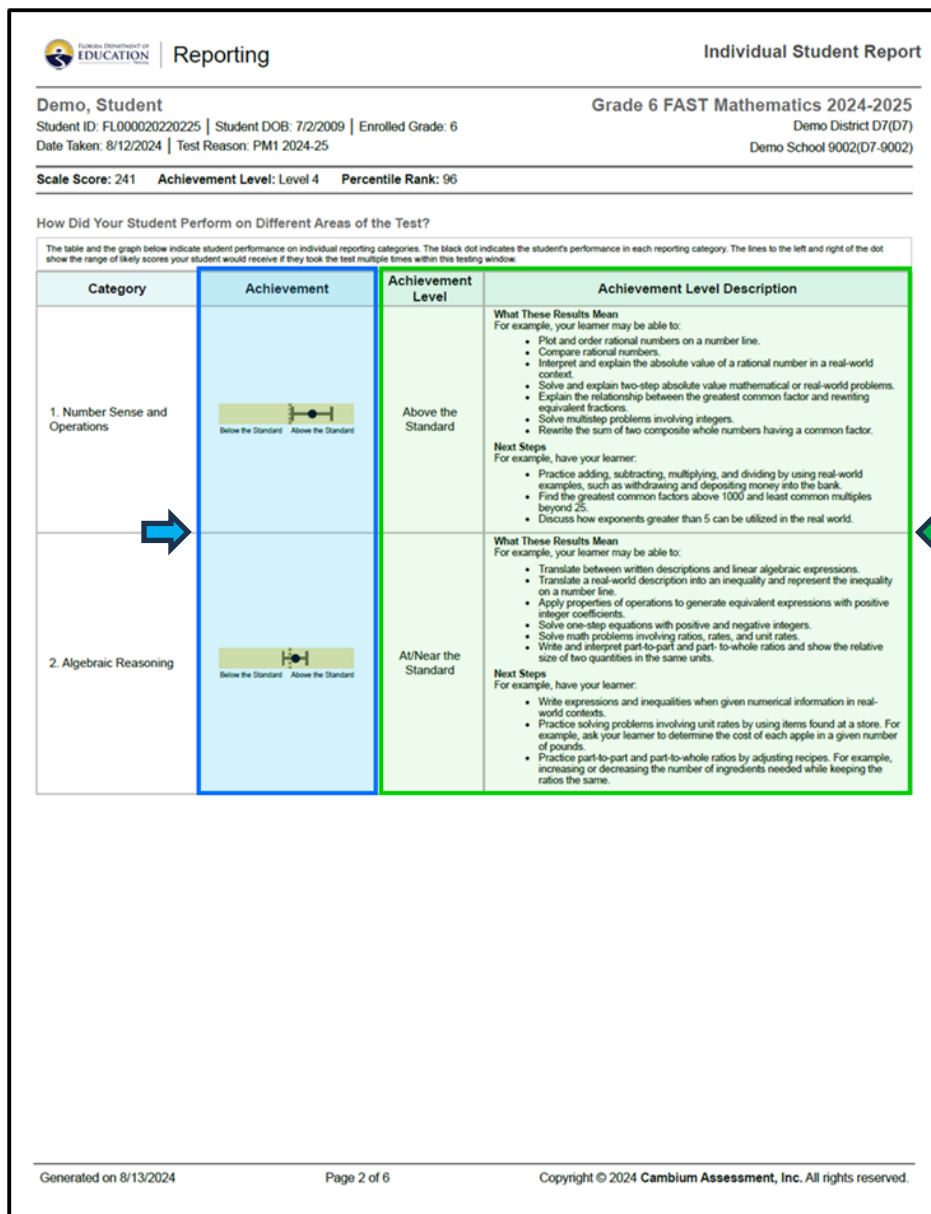 FLORIDA DEPARTMENT OF
EDUCATION
Reporting
Individual Student Report
Demo, Student
Grade 6 FAST Mathematics 2024-2025
Student ID: FL000020220225 | Student DOB: 7/2/2009 | Enrolled Grade: 6
Demo District D7(D7)
Date Taken: 8/12/2024 | Test Reason: PM1 2024-25
Demo School 9002(D7-9002)
Scale Score: 241 Achievement Level: Level 4 Percentile Rank: 96
How Did Your Student Perform on Different Areas of the Test?
The table and the graph below indicate student performance on individual reporting categories. The black dot indicates the student's performance in each reporting category. The lines to the left and right of the dot
show the range of likely scores your student would receive if they took the test multiple times within this testing window.
Category
Achievement
Achievement
Level
Achievement Level Description
1. Number Sense and
Operations
Below the Standard Above the Standard
Above the
Standard
What These Results Mean
For example, your learner may be able to:
• Plot and order rational numbers on a number line.
• Compare rational numbers.
• Interpret and explain the absolute value of a rational number in a real-world
context.
• Solve and explain two-step absolute value mathematical or real-world problems.
• Explain the relationship between the greatest common factor and rewriting
equivalent fractions.
• Solve multistep problems involving integers.
• Rewrite the sum of two composite whole numbers having a common factor.
Next Steps
For example, have your learner:
• Practice adding, subtracting, multiplying, and dividing by using real-world
examples, such as withdrawing and depositing money into the bank.
• Find the greatest common factors above 1000 and least common multiples
beyond 25.
• Discuss how exponents greater than 5 can be utilized in the real world.
2. Algebraic Reasoning
Below the Standard Above the Standard
At/Near the
Standard
What These Results Mean
For example, your learner may be able to:
• Translate between written descriptions and linear algebraic expressions.
• Translate a real-world description into an inequality and represent the inequality
on a number line.
• Apply properties of operations to generate equivalent expressions with positive
integer coefficients.
• Solve one-step equations with positive and negative integers.
• Solve math problems involving ratios, rates, and unit rates.
• Write and interpret part-to-part and part- to-whole ratios and show the relative
size of two quantities in the same units.
Next Steps
For example, have your learner:
• Write expressions and inequalities when given numerical information in real-
world contexts.
• Practice solving problems involving unit rates by using items found at a store. For
example, ask your learner to determine the cost of each apple in a given number
of pounds.
• Practice part-to-part and part-to-whole ratios by adjusting recipes. For example,
increasing or decreasing the number of ingredients needed while keeping the
ratios the same.
Generated on 8/13/2024
Page 2 of 6
Copyright © 2024 Cambium Assessment, Inc. All rights reserved.